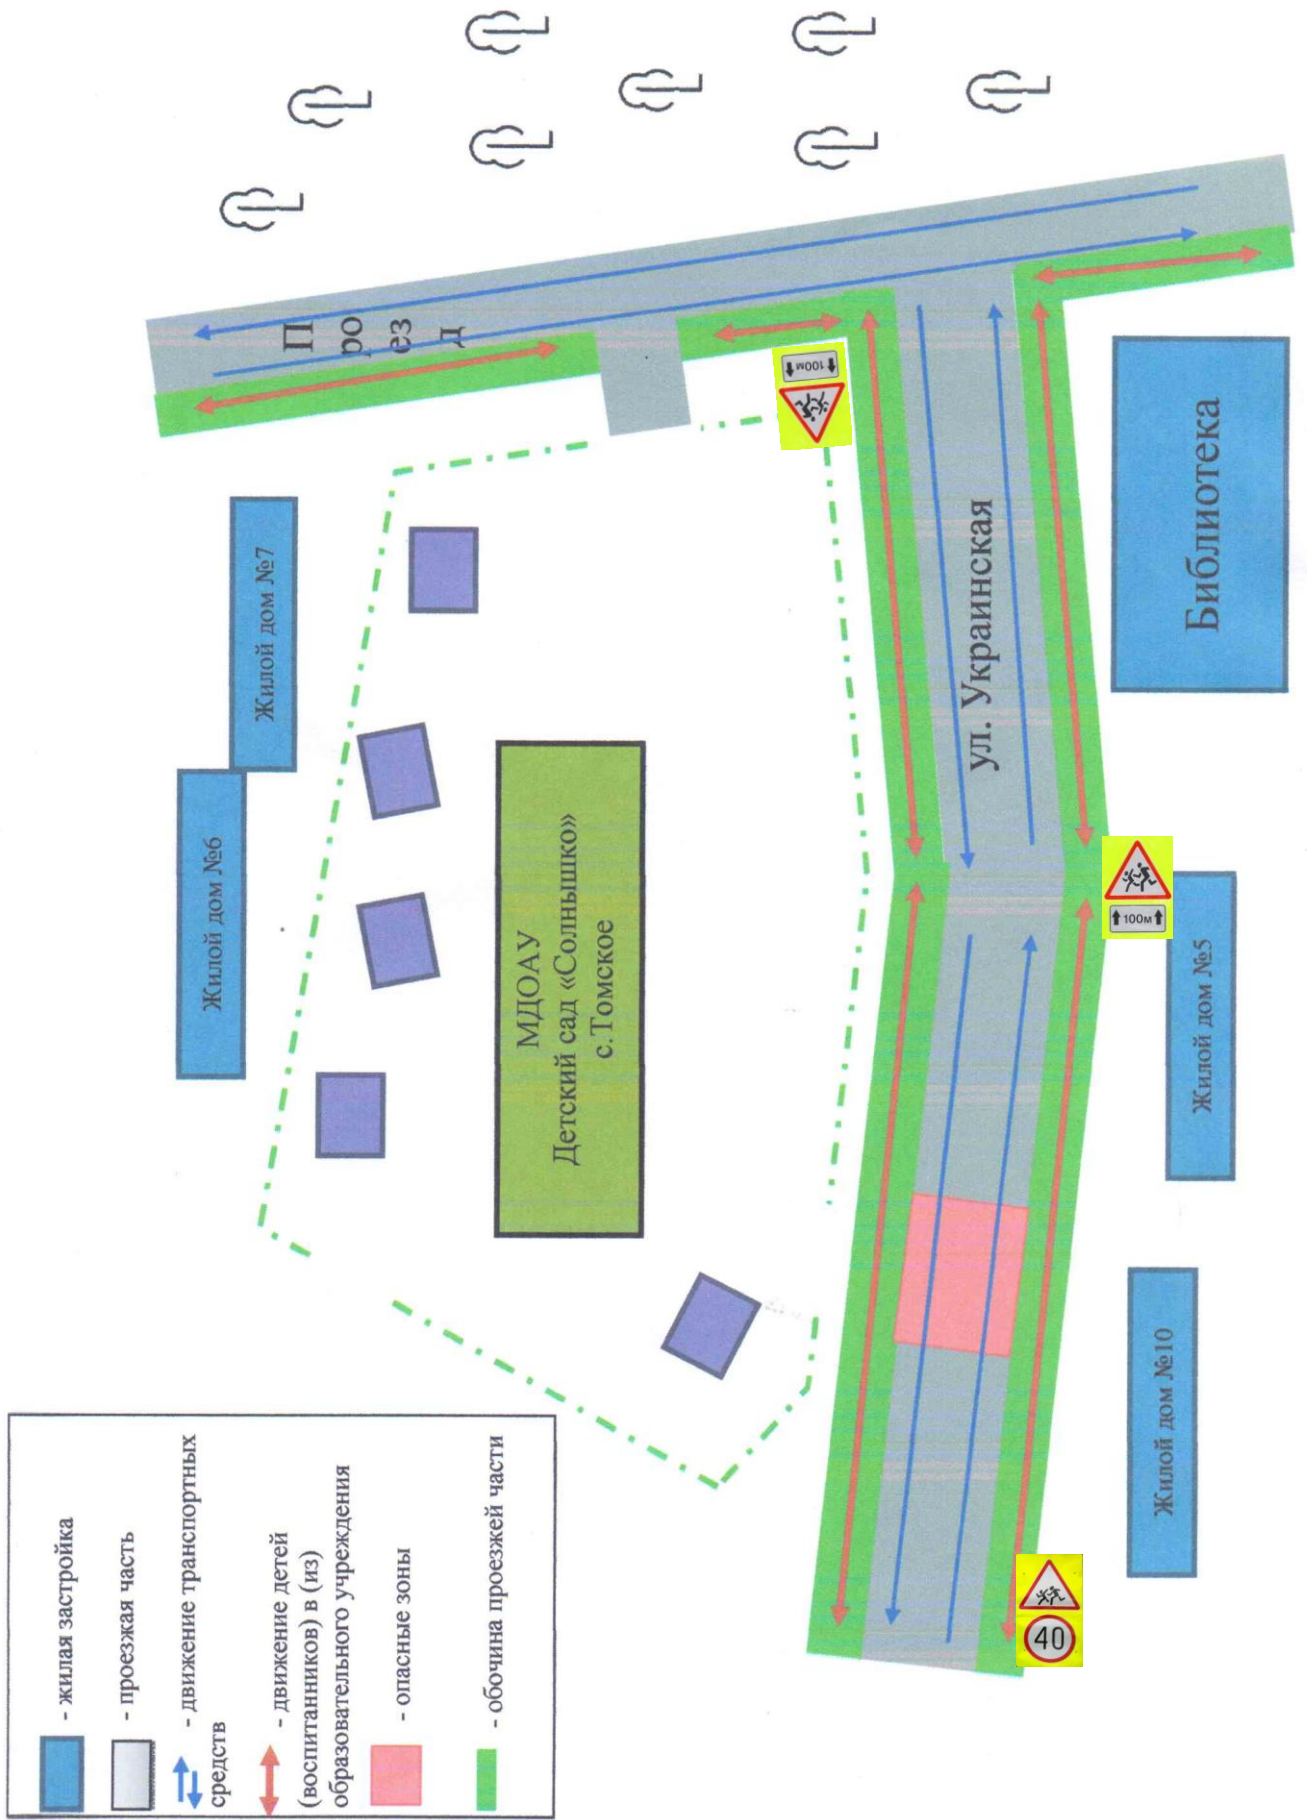 П
ро
ез
д
Жилой дом №7
Жилой дом №6
МДОАУ
Детский сад «Солнышко»
с.Томское
100м
ул. Украинская
Библиотека
100м
Жилой дом №5
Жилой дом №10
40
- жилая застройка
- проезжая часть
- движение транспортных
средств
- движение детей
(воспитанников) в (из)
образовательного учреждения
- опасные зоны
- обочина проезжей части